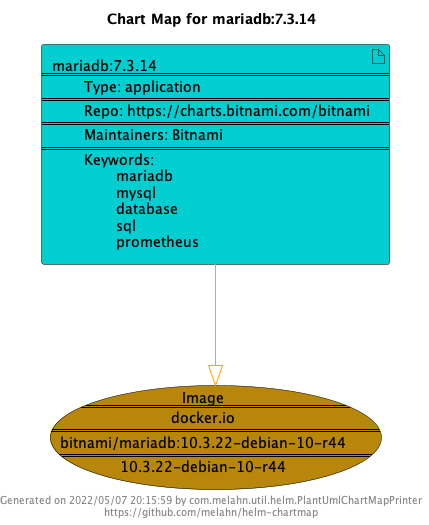 Chart Map for mariadb:7.3.14
mariadb:7.3.14
Type: application
Repo: https://charts.bitnami.com/bitnami
Maintainers: Bitnami
Keywords:
mariadb
mysql
database
sql
prometheus
Image
docker.io
bitnami/mariadb:10.3.22-debian-10-r44
10.3.22-debian-10-r44
Generated on 2022/05/07 20:15:59 by com.melahn.util.helm.PlantUmlChartMapPrinter
https://github.com/melahn/helm-chartmap